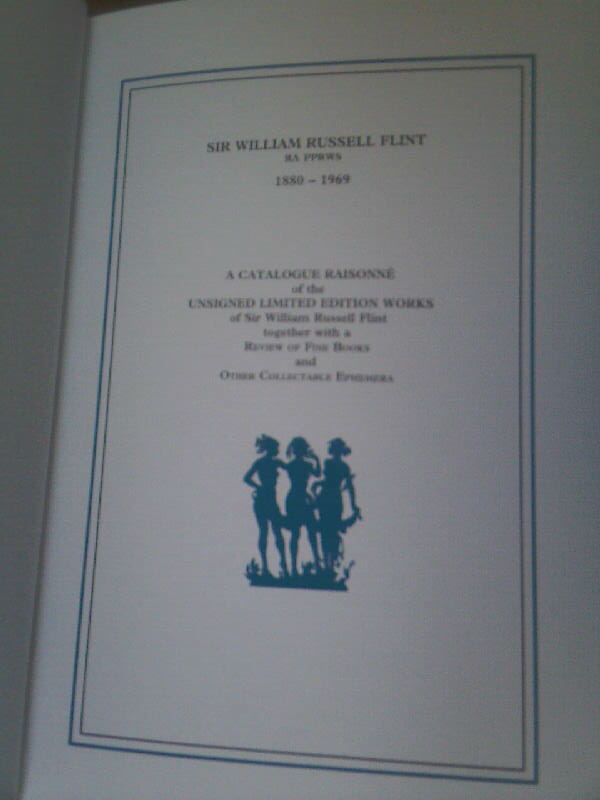 SIR WILLIAM RUSSELL FLINT
RA PPRWS
1880 – 1969
A CATALOGUE RAISONNÉ
of the
UNSIGNED LIMITED EDITION WORKS
of Sir William Russell Flint
together with a
REVIEW OF FINE BOOKS
and
OTHER COLLECTABLE EPHEMERA